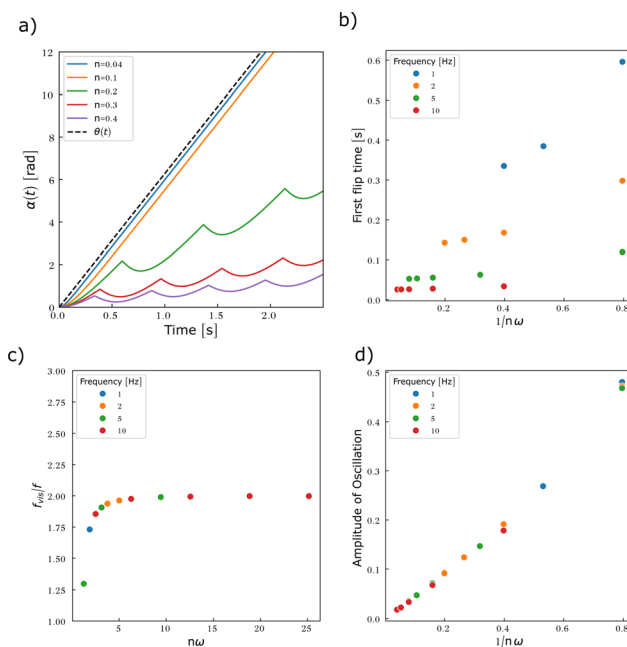 a)
12
10
8
6
4
2
0
α(t) [rad]
0.0
0.5
1.0
1.5
2.0
Time [s]
n=0.04
n=0.1
n=0.2
n=0.3
n=0.4
θ(t)
b)
0.6
0.5
0.4
0.3
0.2
0.1
0.0
First flip time [s]
0.2
0.4
0.6
0.8
1/nω
Frequency [Hz]
1
2
5
10
c)
3.00
2.75
2.50
2.25
2.00
1.75
1.50
1.25
1.00
f_vis/f
5
10
15
20
25
nω
Frequency [Hz]
1
2
5
10
d)
0.5
0.4
0.3
0.2
0.1
0.0
Amplitude of Oscillation
0.2
0.4
0.6
0.8
1/nω
Frequency [Hz]
1
2
5
10